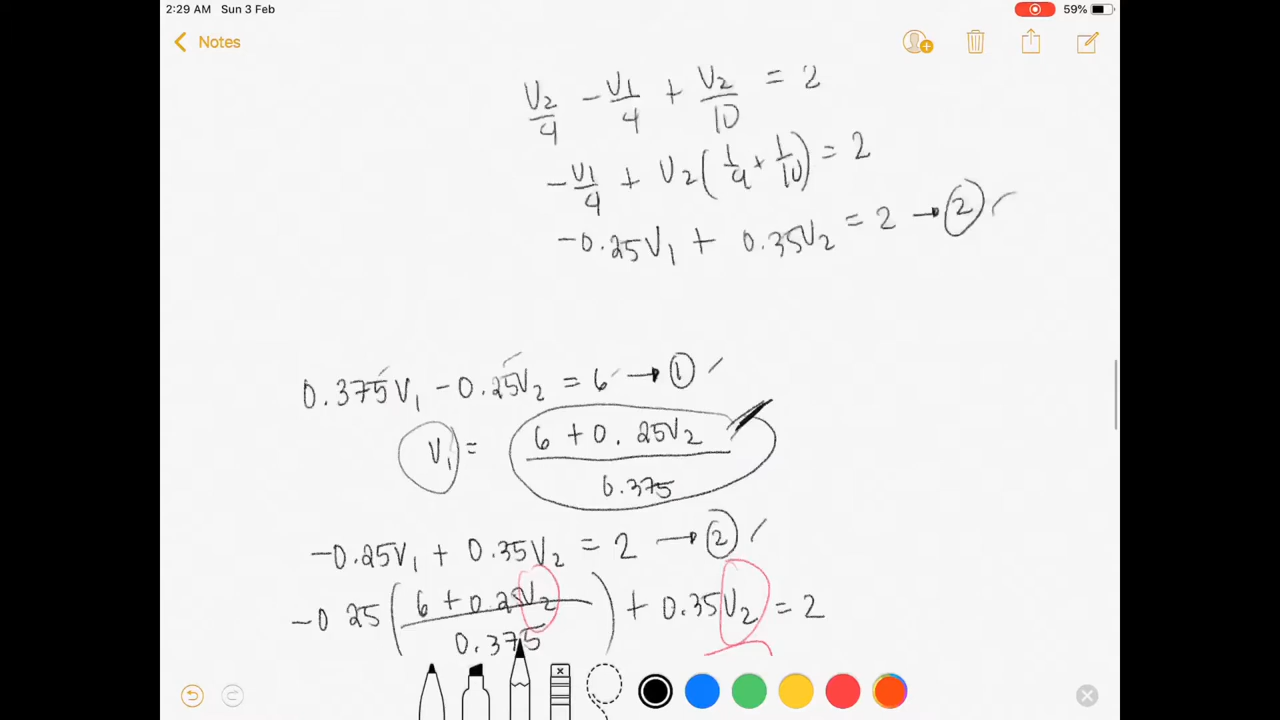 2:29 AM Sun 3 Feb 59%
Notes
V2/4 - V1/4 + V2/10 = 2
-V1/4 + V2(1/4 + 1/10) = 2
-0.25V1 + 0.35V2 = 2 → ②
0.375V1 - 0.25V2 = 6 → ①
V1 = (6 + 0.25V2)/0.375
-0.25V1 + 0.35V2 = 2 → ②
-0.25((6 + 0.25V2)/0.375) + 0.35V2 = 2